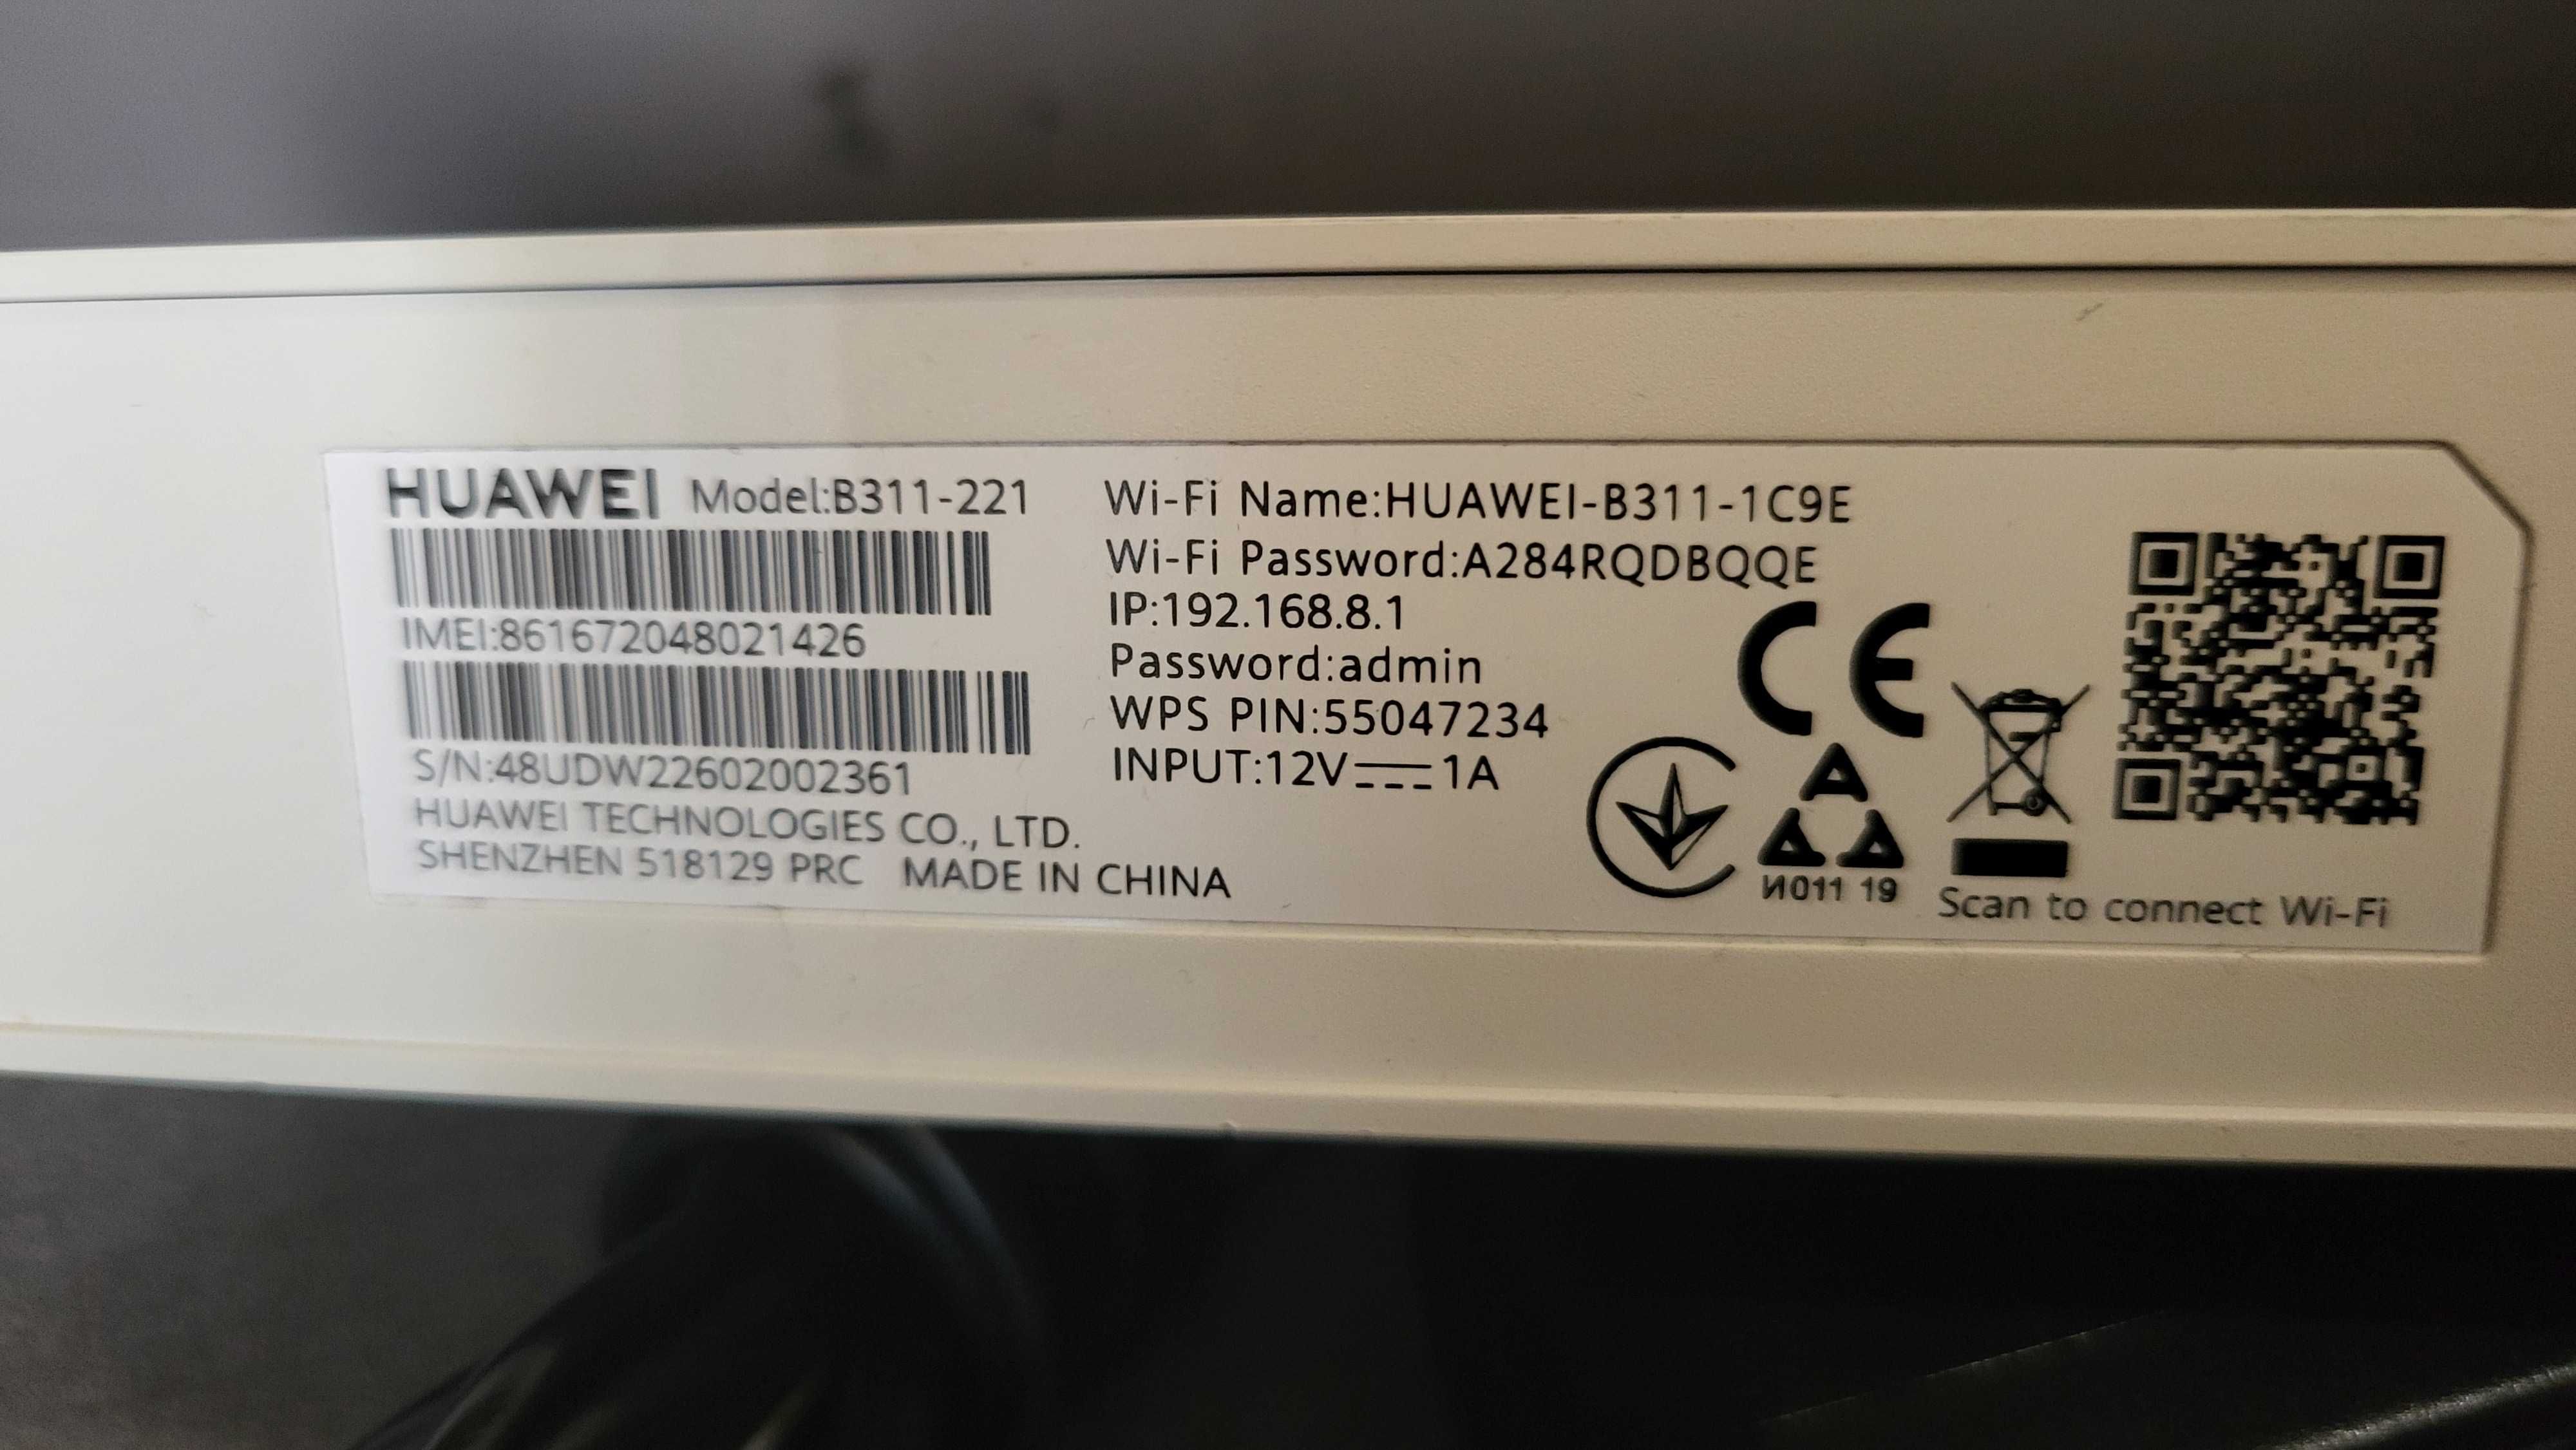 HUAWEI Model:B311-221
IMEI:861672048021426
S/N:48UDW22602002361
HUAWEI TECHNOLOGIES CO., LTD.
SHENZHEN 518129 PRC MADE IN CHINA
Wi-Fi Name:HUAWEI-B311-1C9E
Wi-Fi Password:A284RQDBQQE
IP:192.168.8.1
Password:admin
WPS PIN:55047234
INPUT:12V⎓1A
CE
И011 19
Scan to connect Wi-Fi